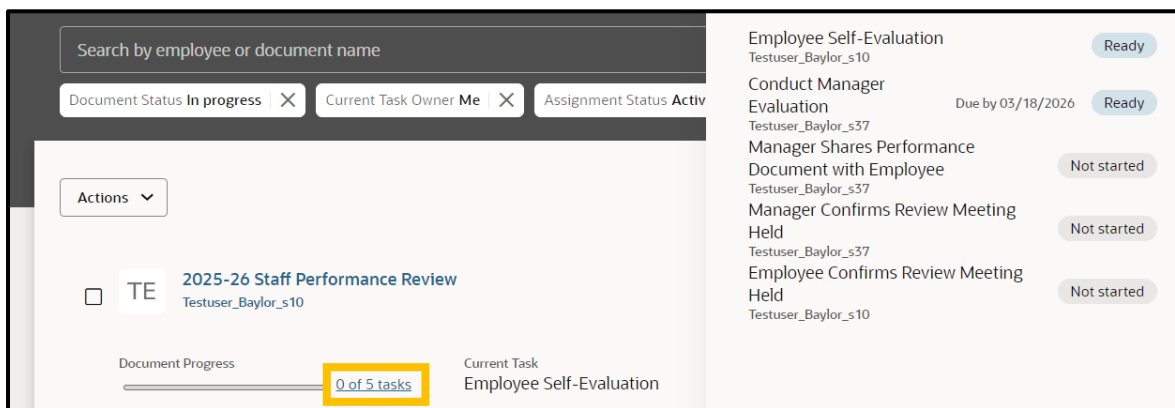 Search by employee or document name
Document Status In progress
Current Task Owner Me
Assignment Status Activ
Actions
TE
2025-26 Staff Performance Review
Testuser_Baylor_s10
Document Progress
0 of 5 tasks
Current Task
Employee Self-Evaluation
Employee Self-Evaluation
Testuser_Baylor_s10
Ready
Conduct Manager
Evaluation
Testuser_Baylor_s37
Due by 03/18/2026
Ready
Manager Shares Performance
Document with Employee
Testuser_Baylor_s37
Not started
Manager Confirms Review Meeting
Held
Testuser_Baylor_s37
Not started
Employee Confirms Review Meeting
Held
Testuser_Baylor_s10
Not started